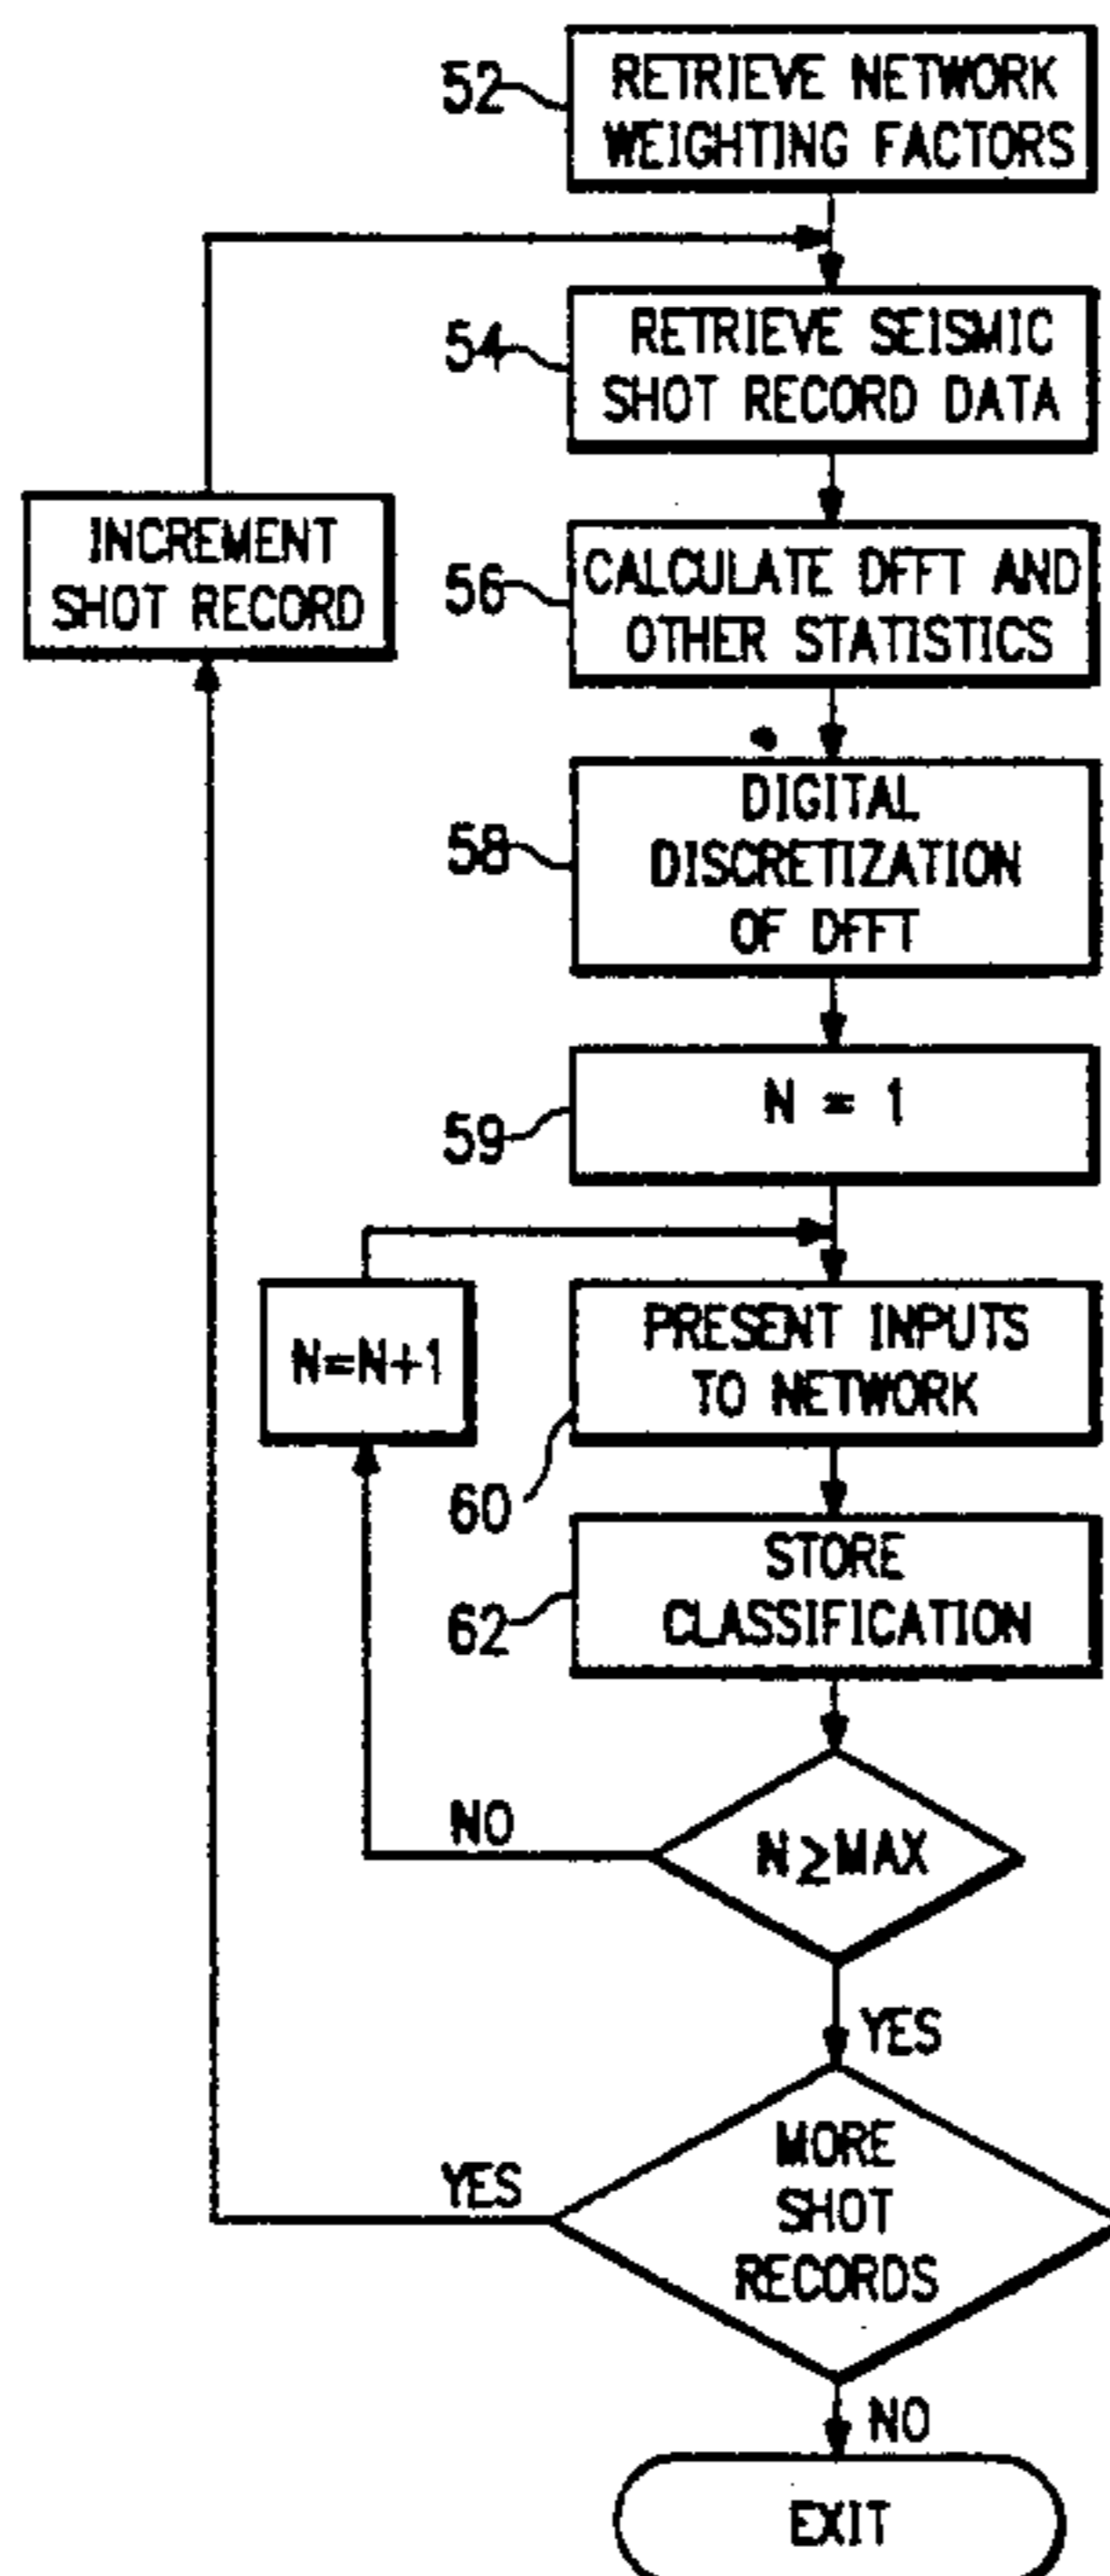 52
RETRIEVE NETWORK
WEIGHTING FACTORS
54
RETRIEVE SEISMIC
SHOT RECORD DATA
INCREMENT
SHOT RECORD
56
CALCULATE DFFT AND
OTHER STATISTICS
58
DIGITAL
DISCRETIZATION
OF DFFT
59
N = 1
N=N+1
60
PRESENT INPUTS
TO NETWORK
62
STORE
CLASSIFICATION
NO
N≥MAX
YES
YES
MORE
SHOT
RECORDS
NO
EXIT